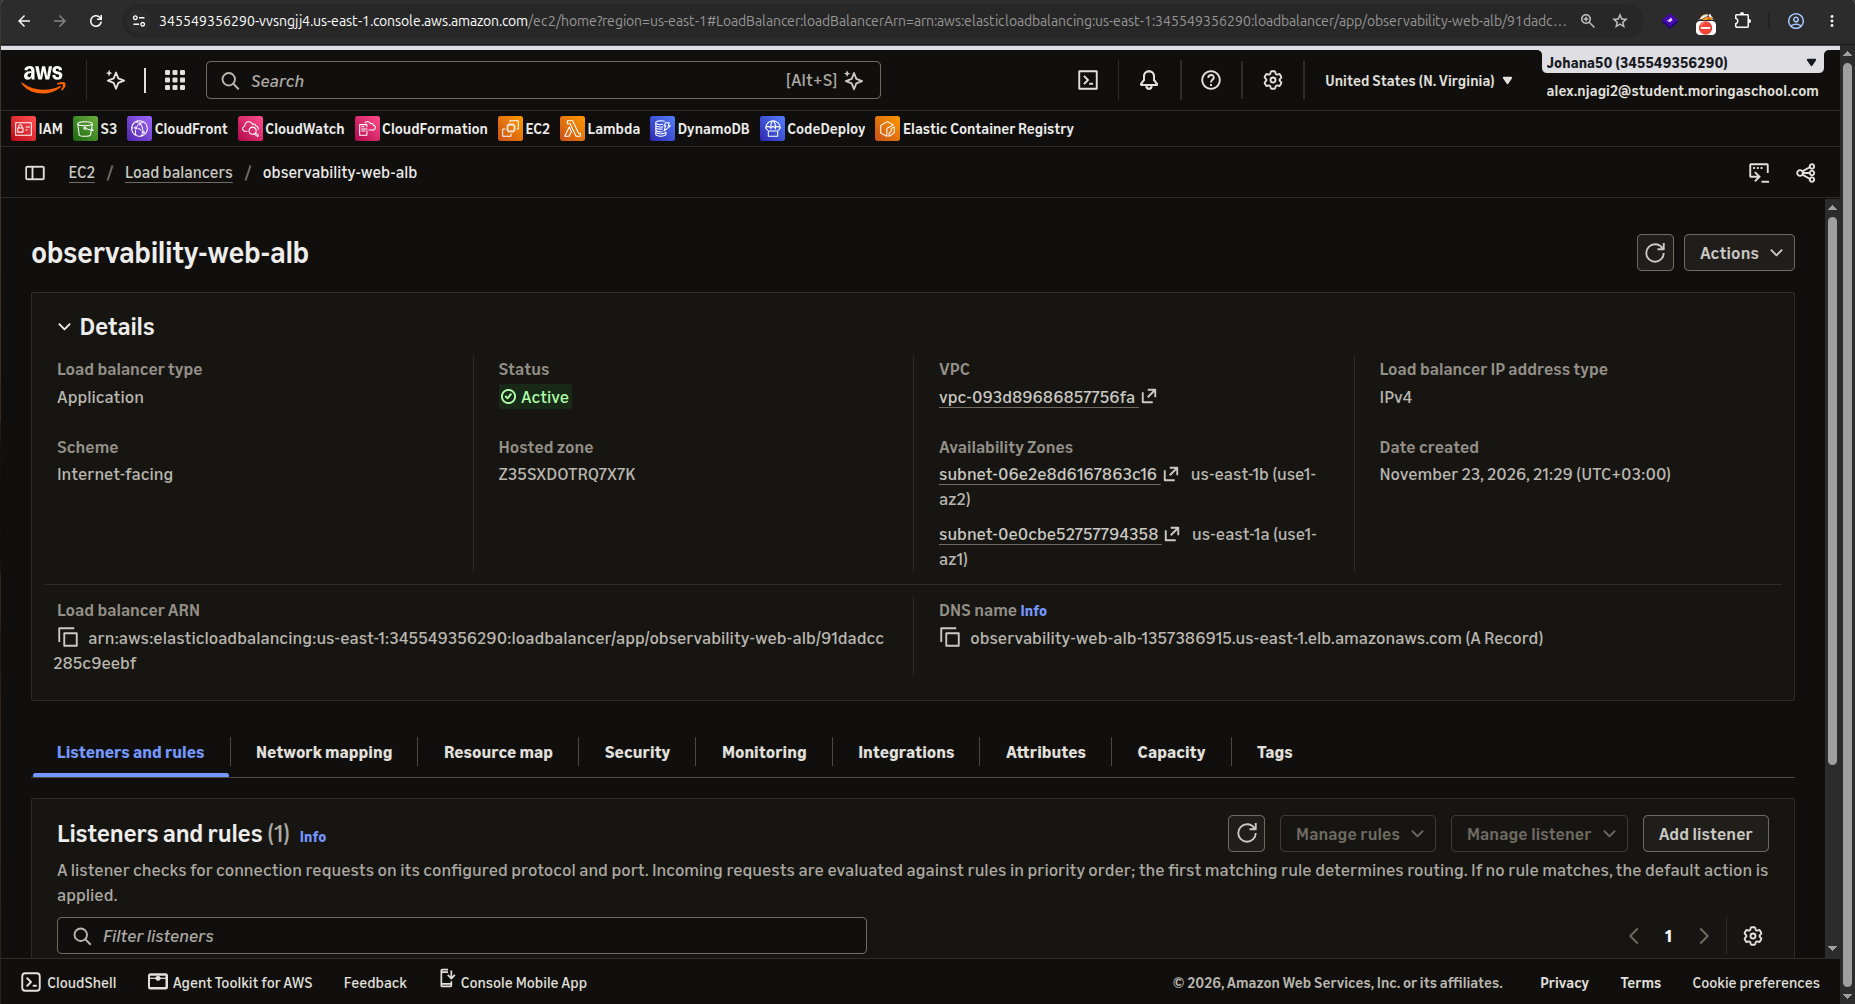 345549356290-vvsngjj4.us-east-1.console.aws.amazon.com/ec2/home?region=us-east-1#LoadBalancer:loadBalancerArn=arn:aws:elasticloadbalancing:us-east-1:345549356290:loadbalancer/app/observability-web-alb/91dadc...
aws
Search [Alt+S]
United States (N. Virginia)
Johana50 (345549356290)
alex.njagi2@student.moringaschool.com
IAM S3 CloudFront CloudWatch CloudFormation EC2 Lambda DynamoDB CodeDeploy Elastic Container Registry
EC2 / Load balancers / observability-web-alb
observability-web-alb
Actions
Details
Load balancer type
Application
Status
Active
VPC
vpc-093d89686857756fa
Load balancer IP address type
IPv4
Scheme
Internet-facing
Hosted zone
Z35SXDOTRQ7X7K
Availability Zones
subnet-06e2e8d6167863c16 us-east-1b (use1-
az2)
subnet-0e0cbe52757794358 us-east-1a (use1-
az1)
Date created
November 23, 2026, 21:29 (UTC+03:00)
Load balancer ARN
arn:aws:elasticloadbalancing:us-east-1:345549356290:loadbalancer/app/observability-web-alb/91dadcc
285c9eebf
DNS name Info
observability-web-alb-1357386915.us-east-1.elb.amazonaws.com (A Record)
Listeners and rules Network mapping Resource map Security Monitoring Integrations Attributes Capacity Tags
Listeners and rules (1) Info
Manage rules Manage listener Add listener
A listener checks for connection requests on its configured protocol and port. Incoming requests are evaluated against rules in priority order; the first matching rule determines routing. If no rule matches, the default action is
applied.
Filter listeners
1
CloudShell Agent Toolkit for AWS Feedback Console Mobile App
© 2026, Amazon Web Services, Inc. or its affiliates. Privacy Terms Cookie preferences